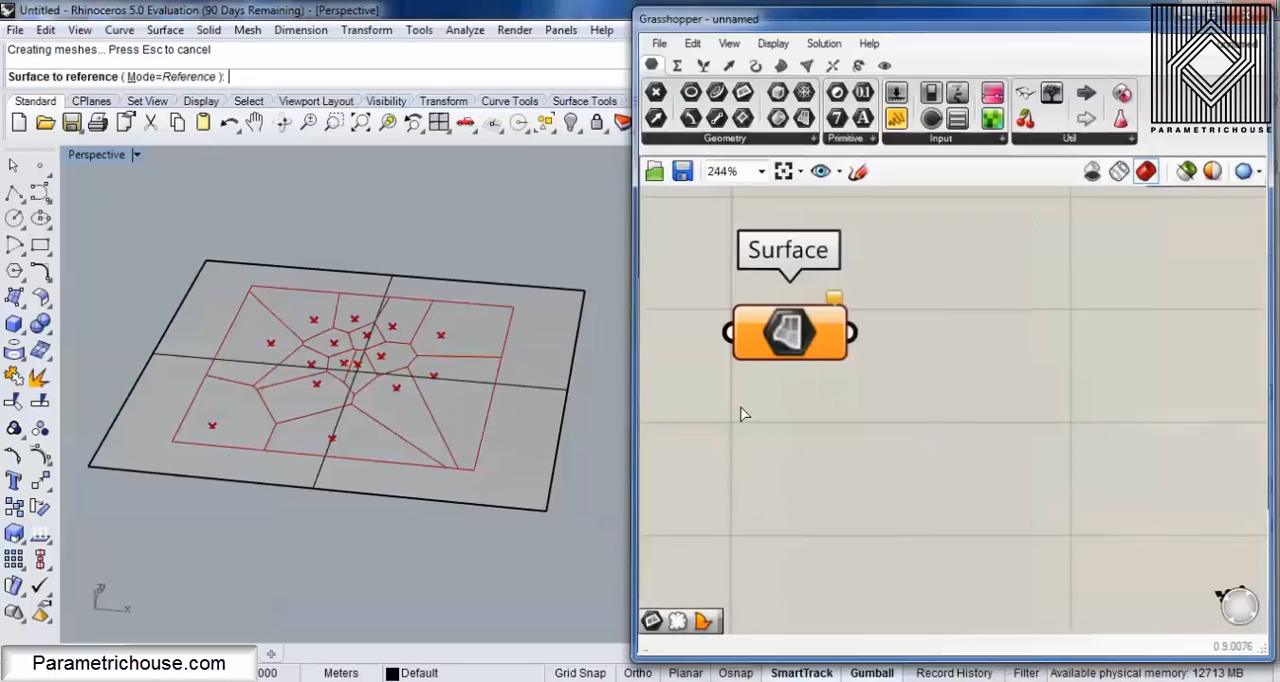 Untitled - Rhinoceros 5.0 Evaluation (90 Days Remaining) - [Perspective]
File Edit View Curve Surface Solid Mesh Dimension Transform Tools Analyze Render Panels Help
Creating meshes... Press Esc to cancel
Surface to reference ( Mode=Reference ):
Standard CPlanes Set View Display Select Viewport Layout Visibility Transform Curve Tools Surface Tools
Perspective
x
Parametrichouse.com
000 Meters Default Grid Snap Ortho Planar Osnap SmartTrack Gumball Record History Filter Available physical memory: 12713 MB
Grasshopper - unnamed
File Edit View Display Solution Help
Geometry Primitive Input Util
PARAMETRICHOUSE
244%
Surface
0.9.0076